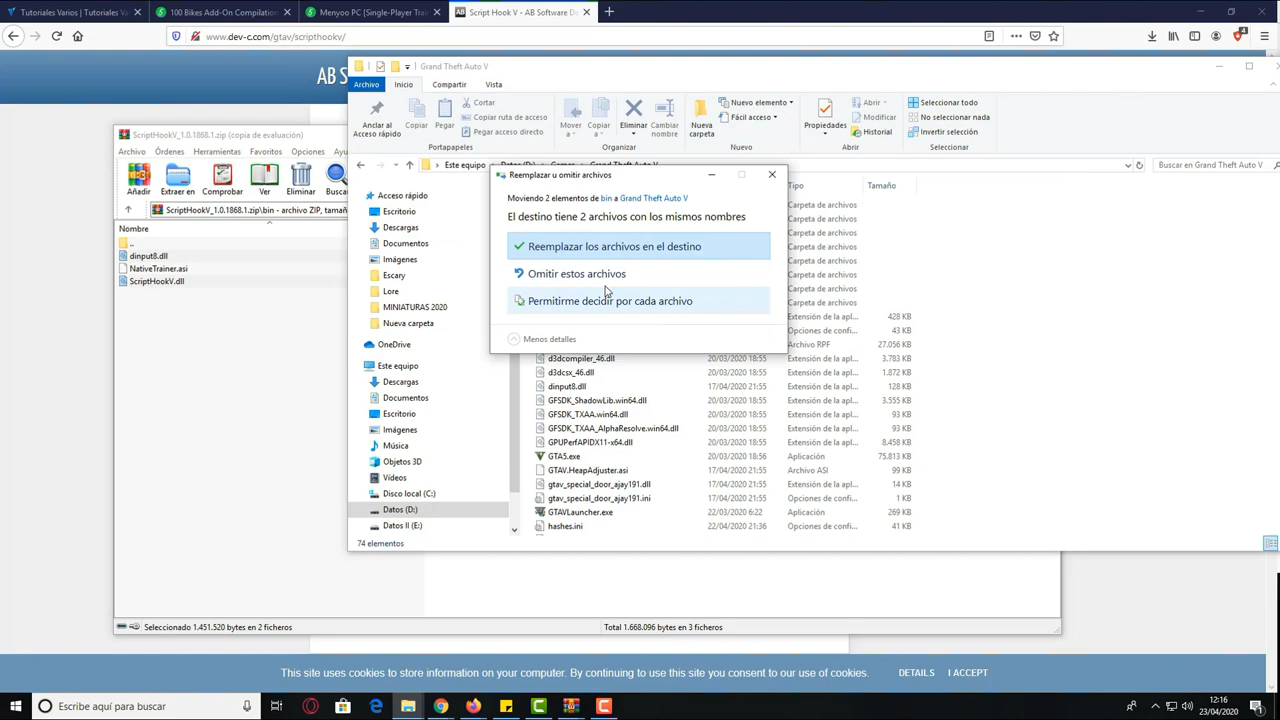 Tutoriales Varios | Tutoriales Va
100 Bikes Add-On Compilation
Menyoo PC [Single-Player Trai
Script Hook V - AB Software De
www.dev-c.com/gtav/scripthookv/
AB S
ScriptHookV_1.0.1868.1.zip (copia de evaluación)
Archivo Órdenes Herramientas Favoritos Opciones Ayuda
Añadir Extraer en Comprobar Ver Eliminar Buscar
ScriptHookV_1.0.1868.1.zip\bin - archivo ZIP, tamañ
Nombre
..
dinput8.dll
NativeTrainer.asi
ScriptHookV.dll
Seleccionado 1.451.520 bytes en 2 ficheros
Total 1.668.096 bytes en 3 ficheros
Grand Theft Auto V
Archivo Inicio Compartir Vista
Anclar al
Acceso rápido
Copiar
Pegar
Cortar
Copiar ruta de acceso
Pegar acceso directo
Portapapeles
Mover
a
Copiar
a
Eliminar
Cambiar
nombre
Organizar
Nueva
carpeta
Nuevo elemento
Fácil acceso
Nuevo
Propiedades
Abrir
Modificar
Historial
Abrir
Seleccionar todo
No seleccionar nada
Invertir selección
Seleccionar
Este equipo Datos (D:) Games Grand Theft Auto V
Buscar en Grand Theft Auto V
Acceso rápido
Escritorio
Descargas
Documentos
Imágenes
Escary
Lore
MINIATURAS 2020
Nueva carpeta
OneDrive
Este equipo
Descargas
Documentos
Escritorio
Imágenes
Música
Objetos 3D
Vídeos
Disco local (C:)
Datos (D:)
Datos II (E:)
74 elementos
Reemplazar u omitir archivos
Moviendo 2 elementos de bin a Grand Theft Auto V
El destino tiene 2 archivos con los mismos nombres
Reemplazar los archivos en el destino
Omitir estos archivos
Permitirme decidir por cada archivo
Menos detalles
Tipo Tamaño
Carpeta de archivos
Carpeta de archivos
Carpeta de archivos
Carpeta de archivos
Carpeta de archivos
Carpeta de archivos
Carpeta de archivos
Carpeta de archivos
Extensión de la apl... 428 KB
Opciones de confi... 43 KB
Archivo RPF 27.056 KB
d3dcompiler_46.dll 20/03/2020 18:55 Extensión de la apl... 3.783 KB
d3dcsx_46.dll 20/03/2020 18:55 Extensión de la apl... 1.872 KB
dinput8.dll 17/04/2020 21:55 Extensión de la apl... 128 KB
GFSDK_ShadowLib.win64.dll 20/03/2020 18:55 Extensión de la apl... 3.555 KB
GFSDK_TXAA.win64.dll 20/03/2020 18:55 Extensión de la apl... 93 KB
GFSDK_TXAA_AlphaResolve.win64.dll 20/03/2020 18:55 Extensión de la apl... 93 KB
GPUPerfAPIDX11-x64.dll 20/03/2020 18:55 Extensión de la apl... 8.458 KB
GTA5.exe 20/03/2020 18:56 Aplicación 75.813 KB
GTAV.HeapAdjuster.asi 17/04/2020 21:55 Archivo ASI 99 KB
gtav_special_door_ajay191.dll 17/04/2020 21:55 Extensión de la apl... 14 KB
gtav_special_door_ajay191.ini 17/04/2020 21:55 Opciones de confi... 1 KB
GTAVLauncher.exe 22/03/2020 6:22 Aplicación 269 KB
hashes.ini 22/04/2020 21:36 Opciones de confi... 41 KB
This site uses cookies to store information on your computer. By continuing to use this site you consent to our use of cookies. DETAILS I ACCEPT
Escribe aquí para buscar
12:16
23/04/2020